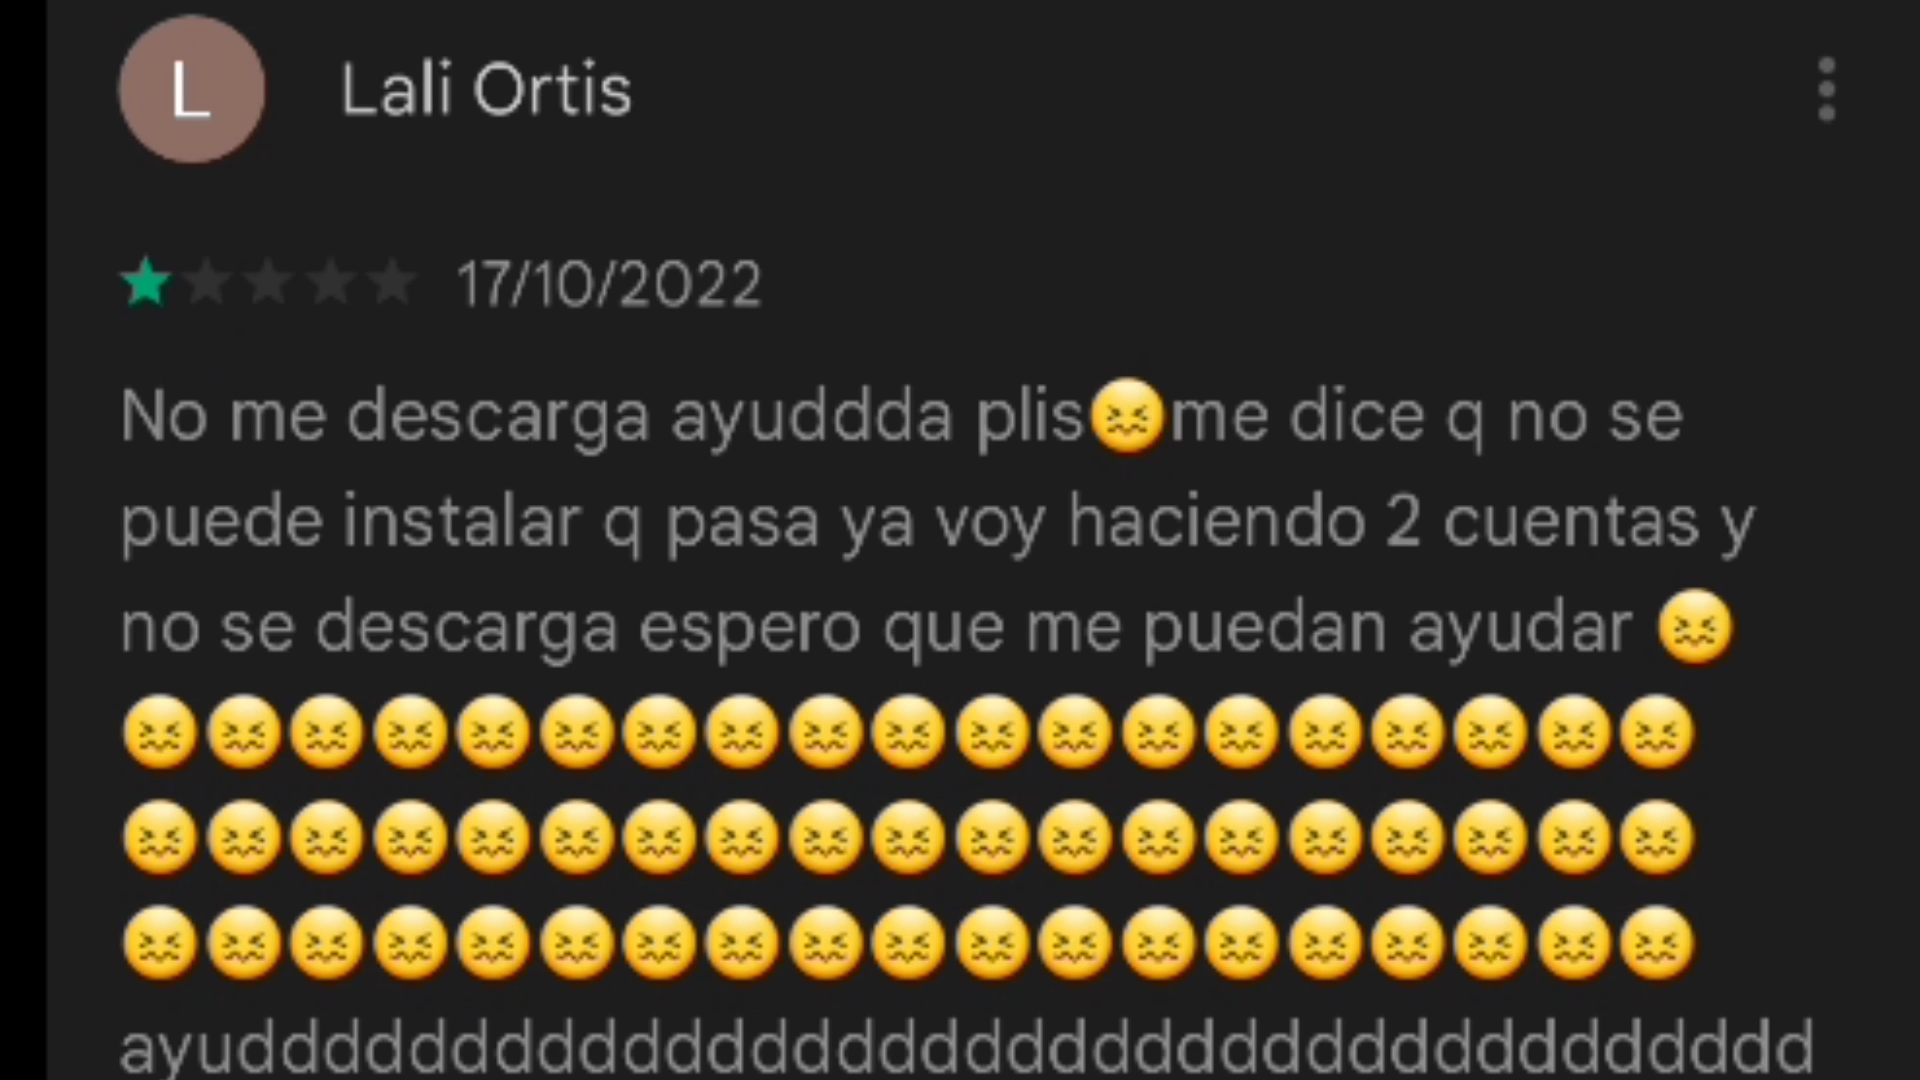 L
Lali Ortis
17/10/2022
No me descarga ayuddda plis😖me dice q no se
puede instalar q pasa ya voy haciendo 2 cuentas y
no se descarga espero que me puedan ayudar 😖
😖😖😖😖😖😖😖😖😖😖😖😖😖😖😖😖😖😖😖
😖😖😖😖😖😖😖😖😖😖😖😖😖😖😖😖😖😖😖
😖😖😖😖😖😖😖😖😖😖😖😖😖😖😖😖😖😖😖
ayuddddddddddddddddddddddddddddddddddddd